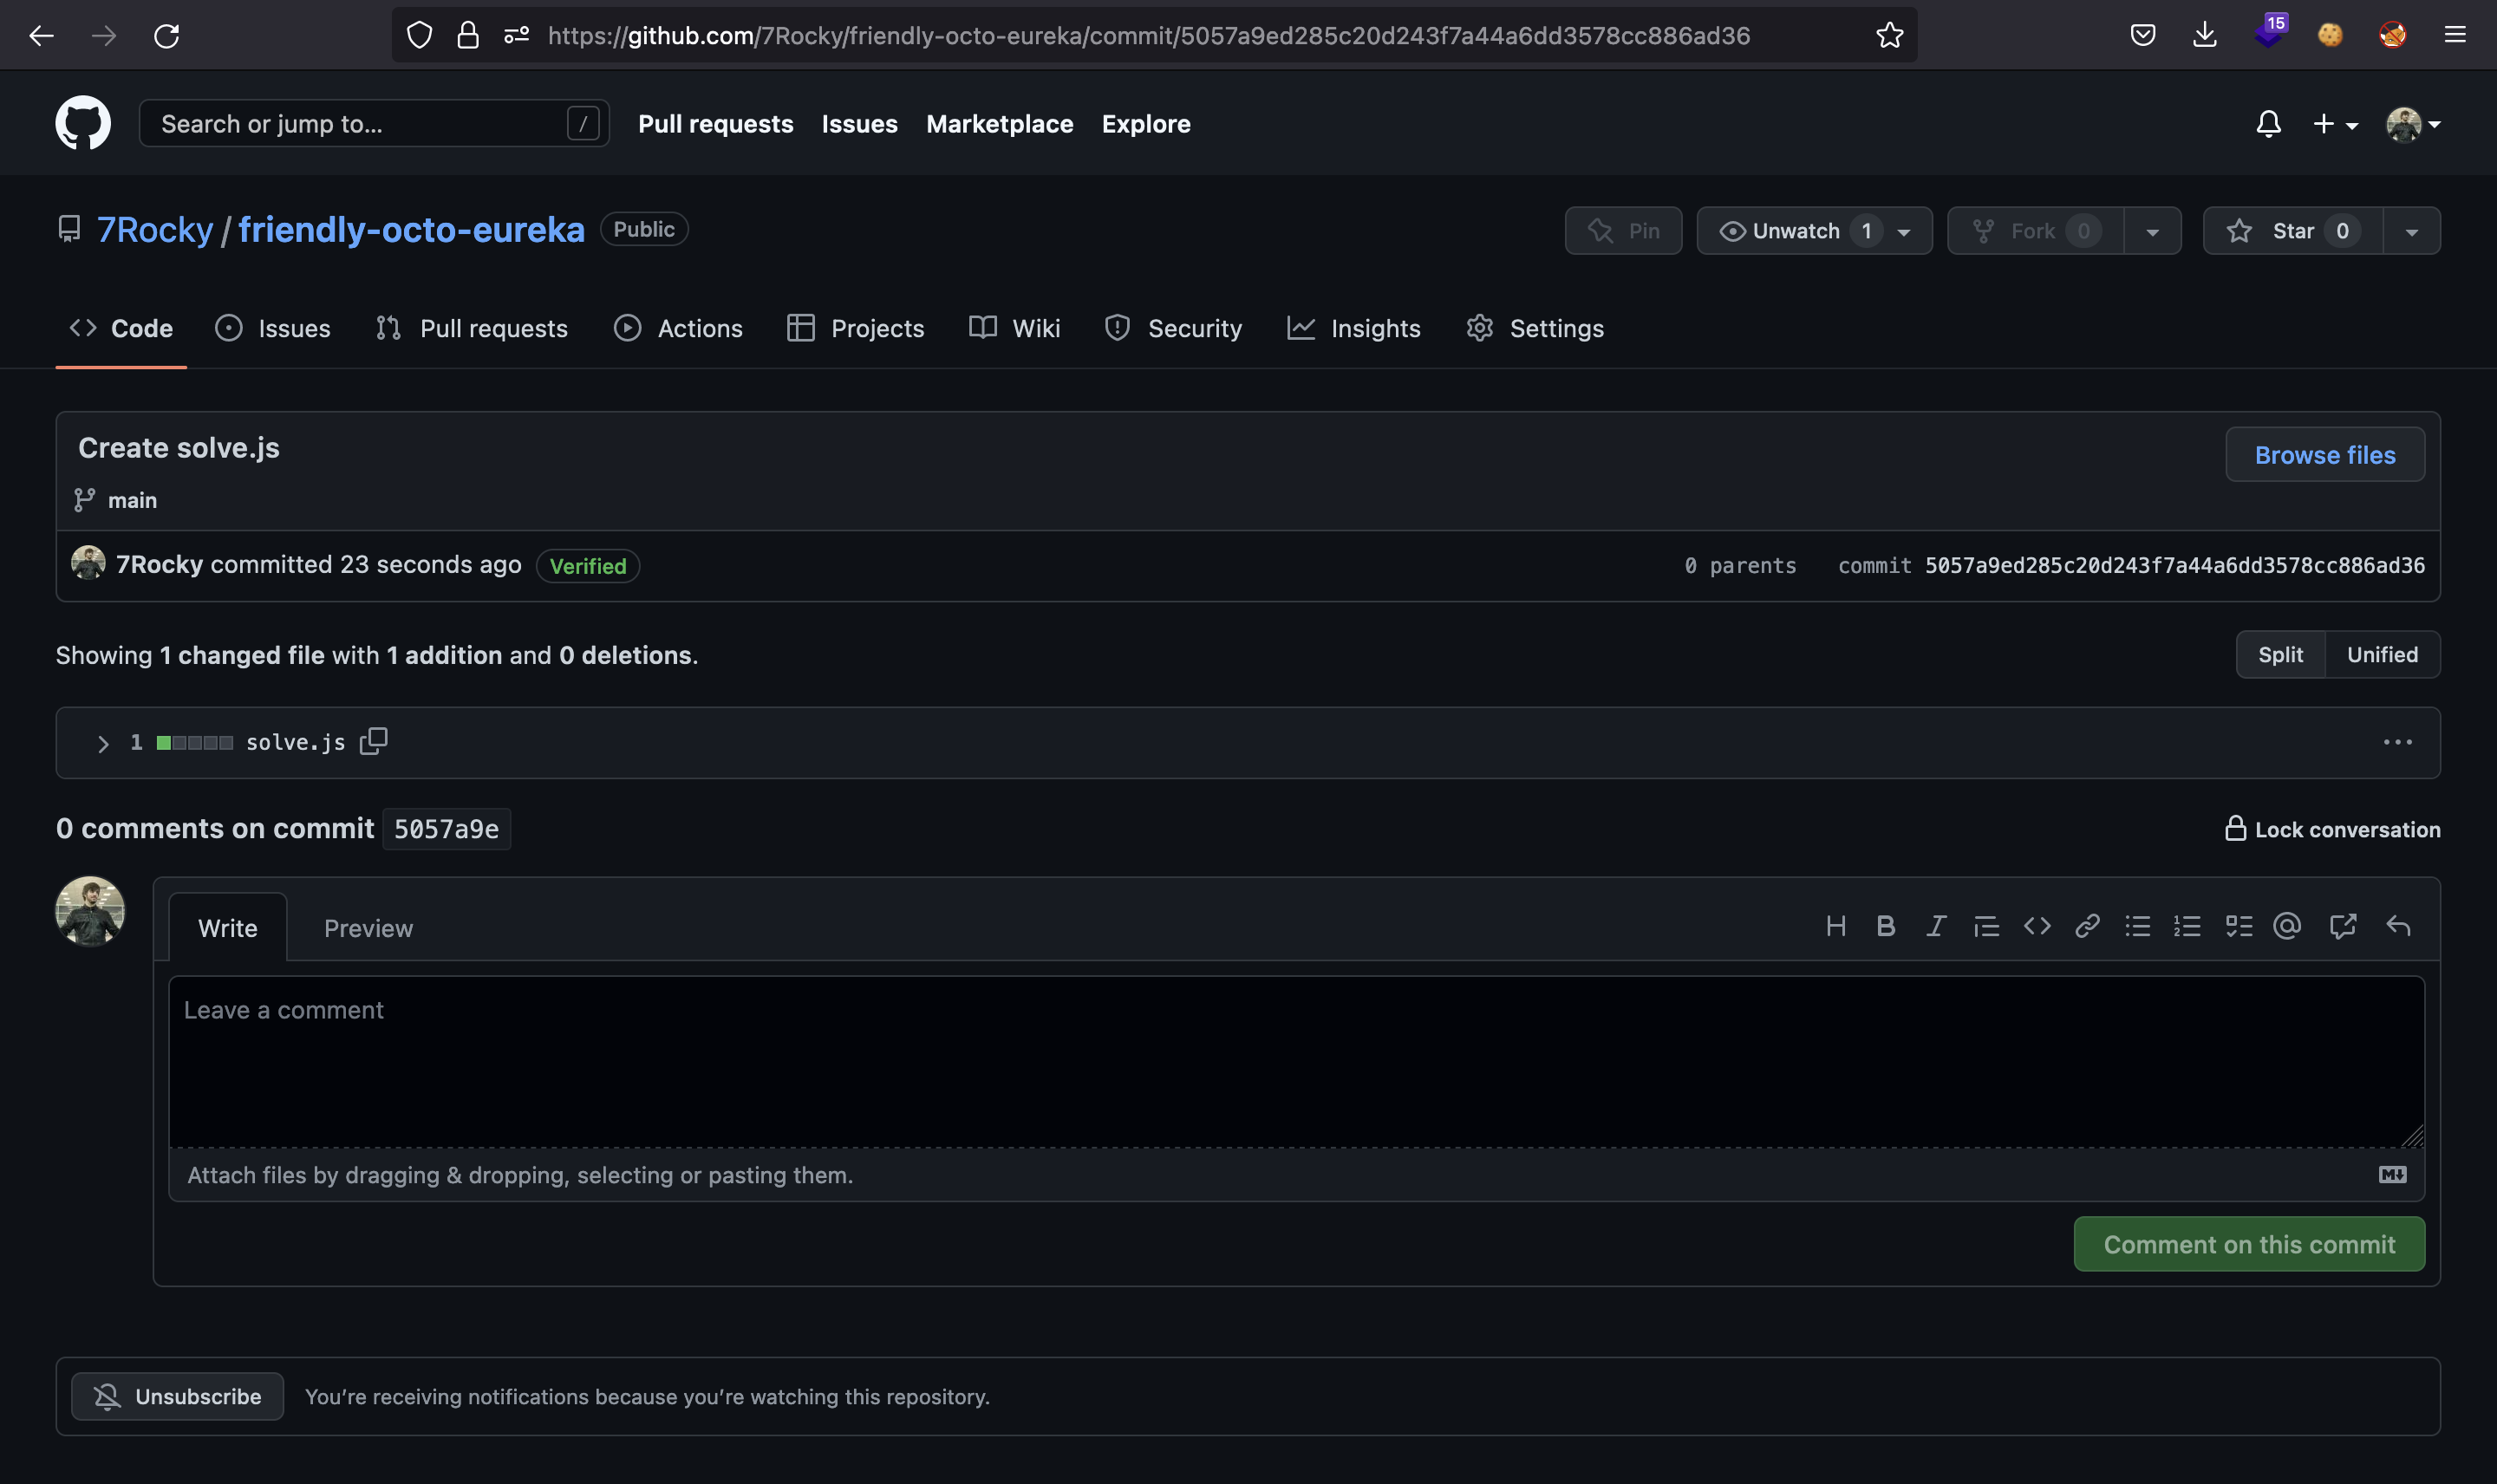 https://github.com/7Rocky/friendly-octo-eureka/commit/5057a9ed285c20d243f7a44a6dd3578cc886ad36
15
Search or jump to...
/
Pull requests
Issues
Marketplace
Explore
7Rocky / friendly-octo-eureka
Public
Pin
Unwatch 1
Fork 0
Star 0
Code
Issues
Pull requests
Actions
Projects
Wiki
Security
Insights
Settings
Create solve.js
Browse files
main
7Rocky committed 23 seconds ago
Verified
0 parents
commit 5057a9ed285c20d243f7a44a6dd3578cc886ad36
Showing 1 changed file with 1 addition and 0 deletions.
Split
Unified
1
solve.js
0 comments on commit 5057a9e
Lock conversation
Write
Preview
Leave a comment
Attach files by dragging & dropping, selecting or pasting them.
Comment on this commit
Unsubscribe
You’re receiving notifications because you’re watching this repository.